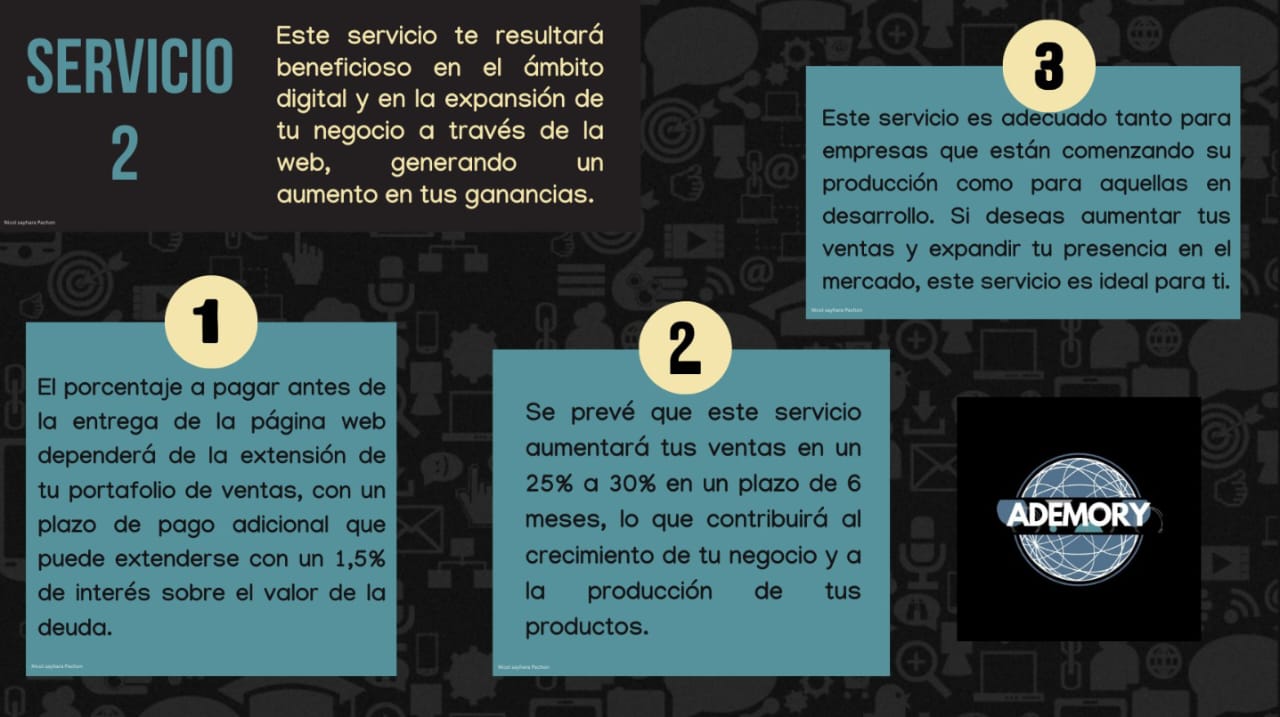 SERVICIO
2
Este servicio te resultará
beneficioso en el ámbito
digital y en la expansión de
tu negocio a través de la
web, generando un
aumento en tus ganancias.
Nicol sayhara Pachon
1
El porcentaje a pagar antes de
la entrega de la página web
dependerá de la extensión de
tu portafolio de ventas, con un
plazo de pago adicional que
puede extenderse con un 1,5%
de interés sobre el valor de la
deuda.
Nicol sayhara Pachon
2
Se prevé que este servicio
aumentará tus ventas en un
25% a 30% en un plazo de 6
meses, lo que contribuirá al
crecimiento de tu negocio y a
la producción de tus
productos.
Nicol sayhara Pachon
3
Este servicio es adecuado tanto para
empresas que están comenzando su
producción como para aquellas en
desarrollo. Si deseas aumentar tus
ventas y expandir tu presencia en el
mercado, este servicio es ideal para ti.
Nicol sayhara Pachon
ADEMORY